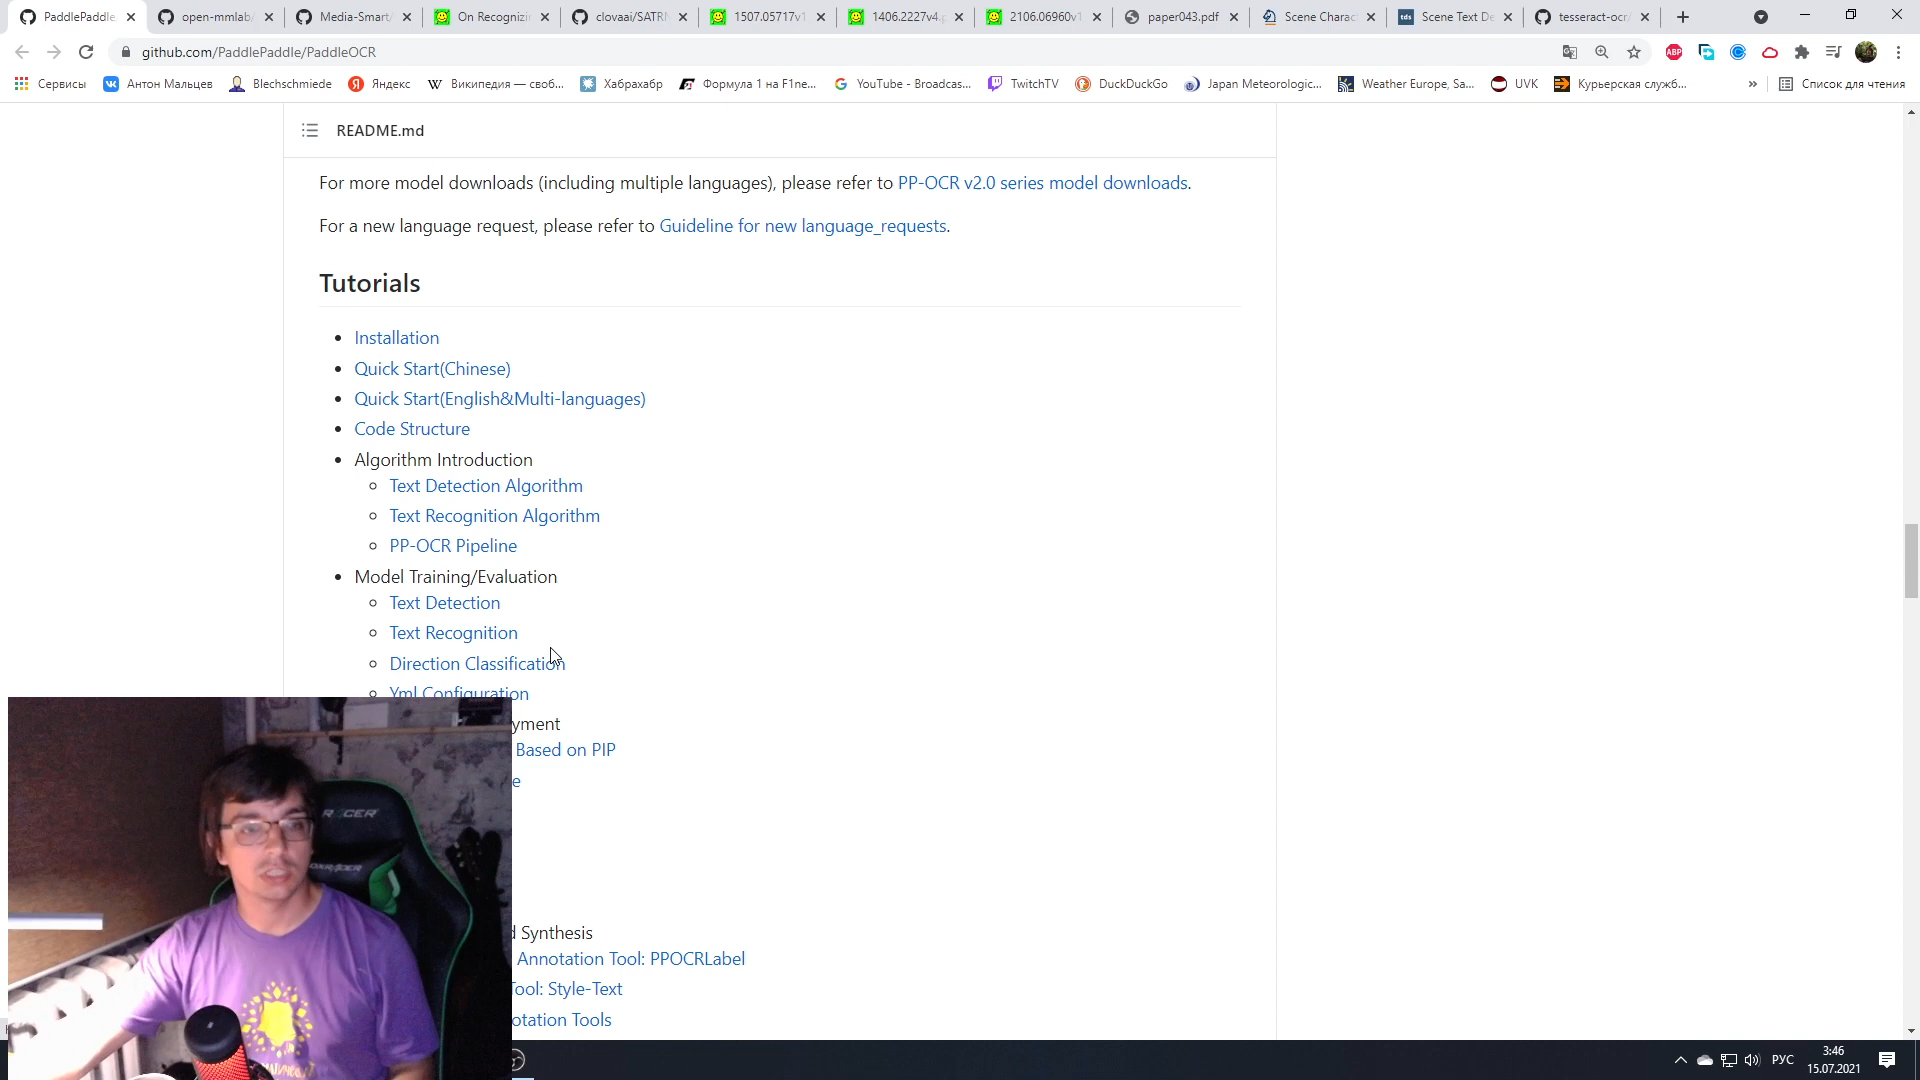 PaddlePaddle
open-mmlab/
Media-Smart/
On Recognizi
clovaai/SATR
1507.05717v1
1406.2227v4.p
2106.06960v1
paper043.pdf
Scene Charac
tds
Scene Text De
tesseract-ocr/
github.com/PaddlePaddle/PaddleOCR
ABP
Сервисы
Антон Мальцев
Blechschmiede
Яндекс
Википедия — своб...
Хабрахабр
Формула 1 на F1ne...
YouTube - Broadcas...
TwitchTV
DuckDuckGo
Japan Meteorologic...
Weather Europe, Sa...
UVK
Курьерская служб...
»
Список для чтения
README.md
For more model downloads (including multiple languages), please refer to PP-OCR v2.0 series model downloads.
For a new language request, please refer to Guideline for new language_requests.
Tutorials
Installation
Quick Start(Chinese)
Quick Start(English&Multi-languages)
Code Structure
Algorithm Introduction
Text Detection Algorithm
Text Recognition Algorithm
PP-OCR Pipeline
Model Training/Evaluation
Text Detection
Text Recognition
Direction Classification
Yml Configuration
yment
Based on PIP
e
d Synthesis
Annotation Tool: PPOCRLabel
Tool: Style-Text
otation Tools
РУС
3:46
15.07.2021